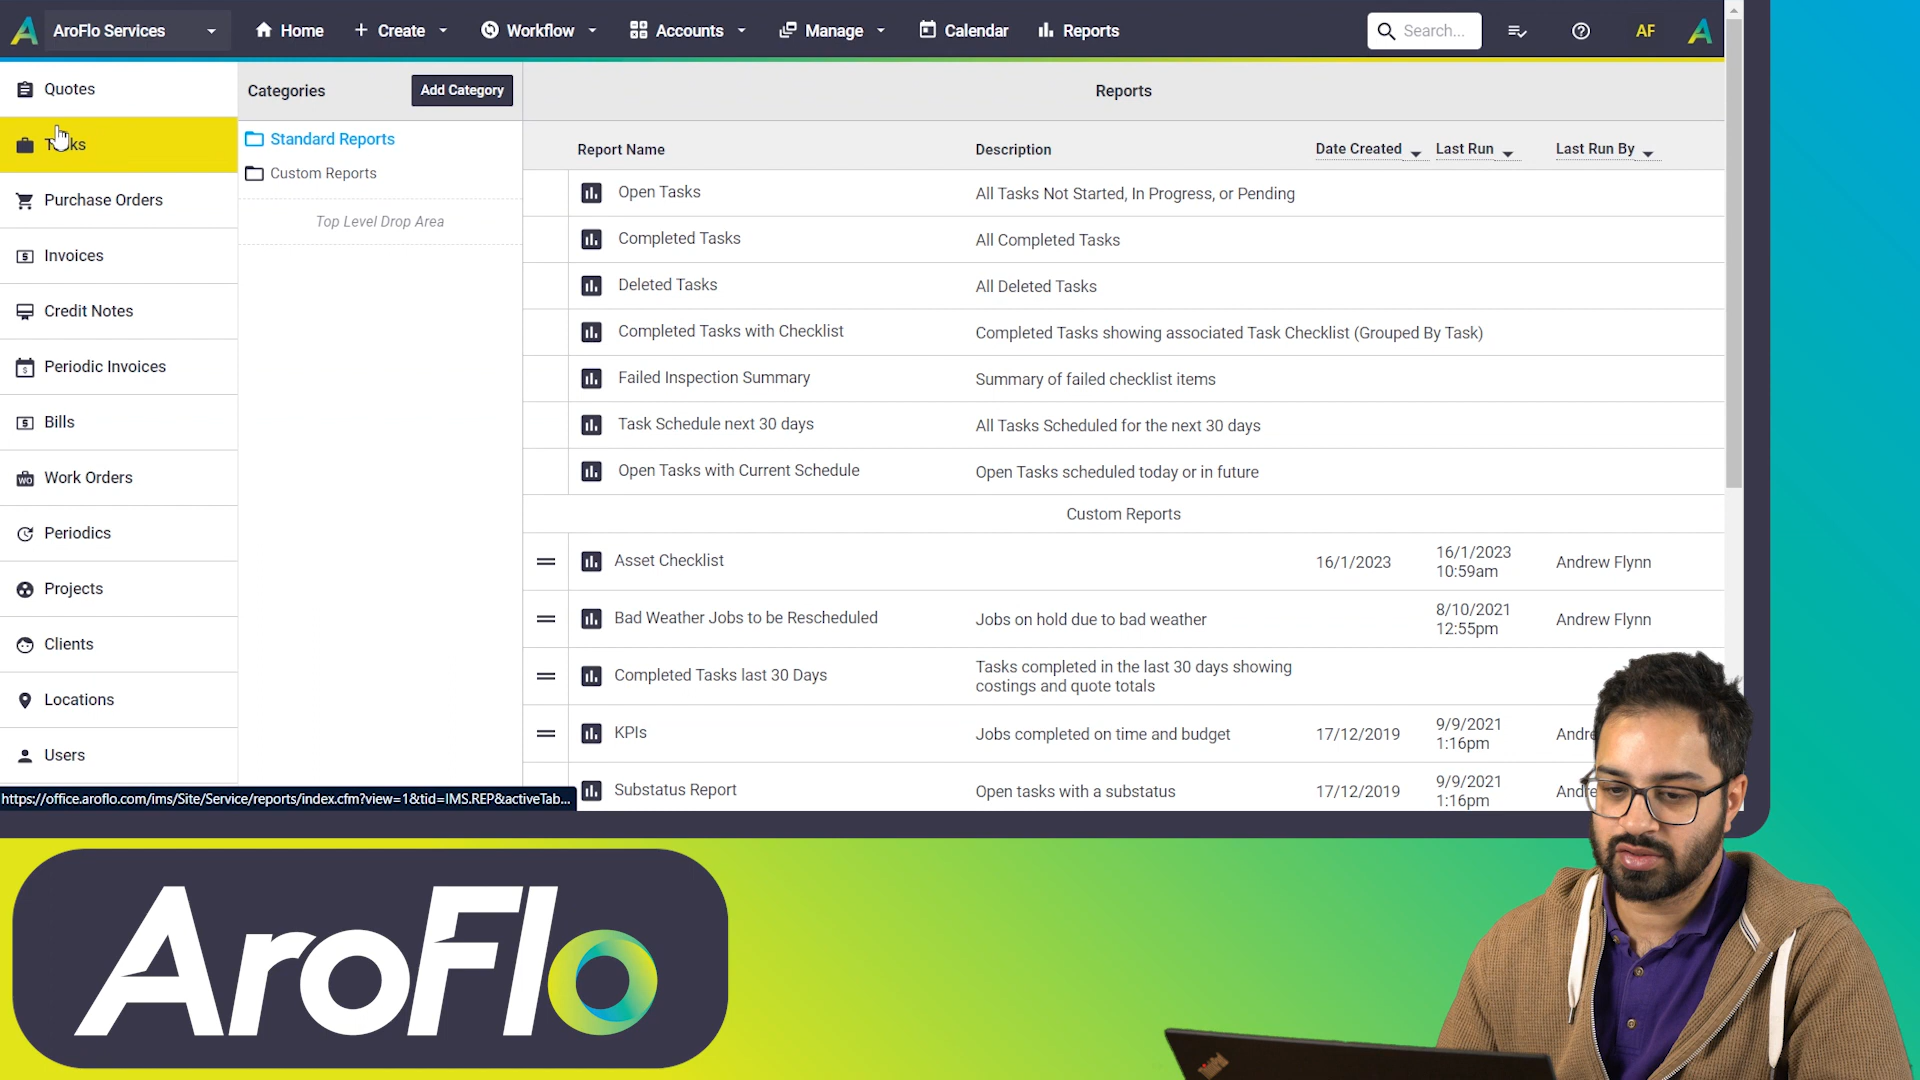 AroFlo Services
Home
Create
Workflow
Accounts
Manage
Calendar
Reports
Search...
AF
Quotes
Tasks
Purchase Orders
Invoices
Credit Notes
Periodic Invoices
Bills
Work Orders
Periodics
Projects
Clients
Locations
Users
https://office.aroflo.com/ims/Site/Service/reports/index.cfm?view=1&tid=IMS.REP&activeTab...
Categories
Add Category
Standard Reports
Custom Reports
Top Level Drop Area
Reports
Report Name Description Date Created Last Run Last Run By
Open Tasks All Tasks Not Started, In Progress, or Pending
Completed Tasks All Completed Tasks
Deleted Tasks All Deleted Tasks
Completed Tasks with Checklist Completed Tasks showing associated Task Checklist (Grouped By Task)
Failed Inspection Summary Summary of failed checklist items
Task Schedule next 30 days All Tasks Scheduled for the next 30 days
Open Tasks with Current Schedule Open Tasks scheduled today or in future
Custom Reports
Asset Checklist 16/1/2023 16/1/2023
10:59am Andrew Flynn
Bad Weather Jobs to be Rescheduled Jobs on hold due to bad weather 8/10/2021
12:55pm Andrew Flynn
Completed Tasks last 30 Days Tasks completed in the last 30 days showing
costings and quote totals
KPIs Jobs completed on time and budget 17/12/2019 9/9/2021
1:16pm Andre
Substatus Report Open tasks with a substatus 17/12/2019 9/9/2021
1:16pm Andre
AroFlo